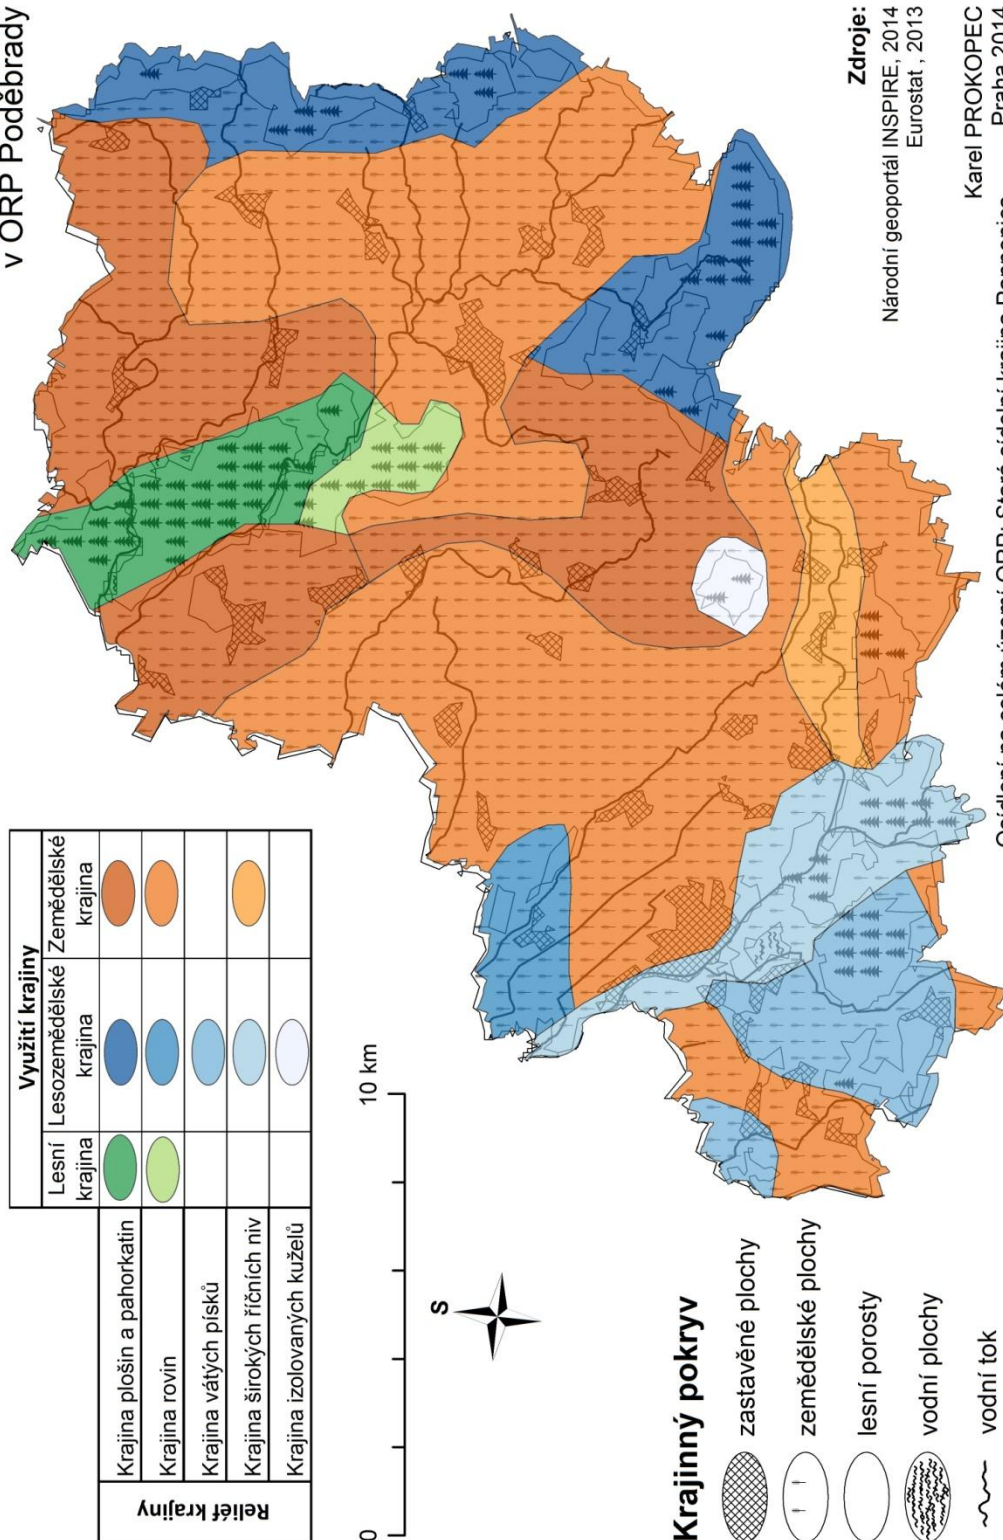 v ORP Poděbrady
Využití krajiny
Lesní krajina
Lesozemědělské krajina
Zemědělské krajina
Reliéf krajiny
Krajina plošin a pahorkatin
Krajina rovin
Krajina vátých písků
Krajina širokých říčních niv
Krajina izolovaných kuželů
0
10 km
S
Krajinný pokryv
zastavěné plochy
zemědělské plochy
lesní porosty
vodní plochy
vodní tok
Zdroje:
Národní geoportál INSPIRE, 2014
Eurostat , 2013
Karel PROKOPEC
Praha 2014